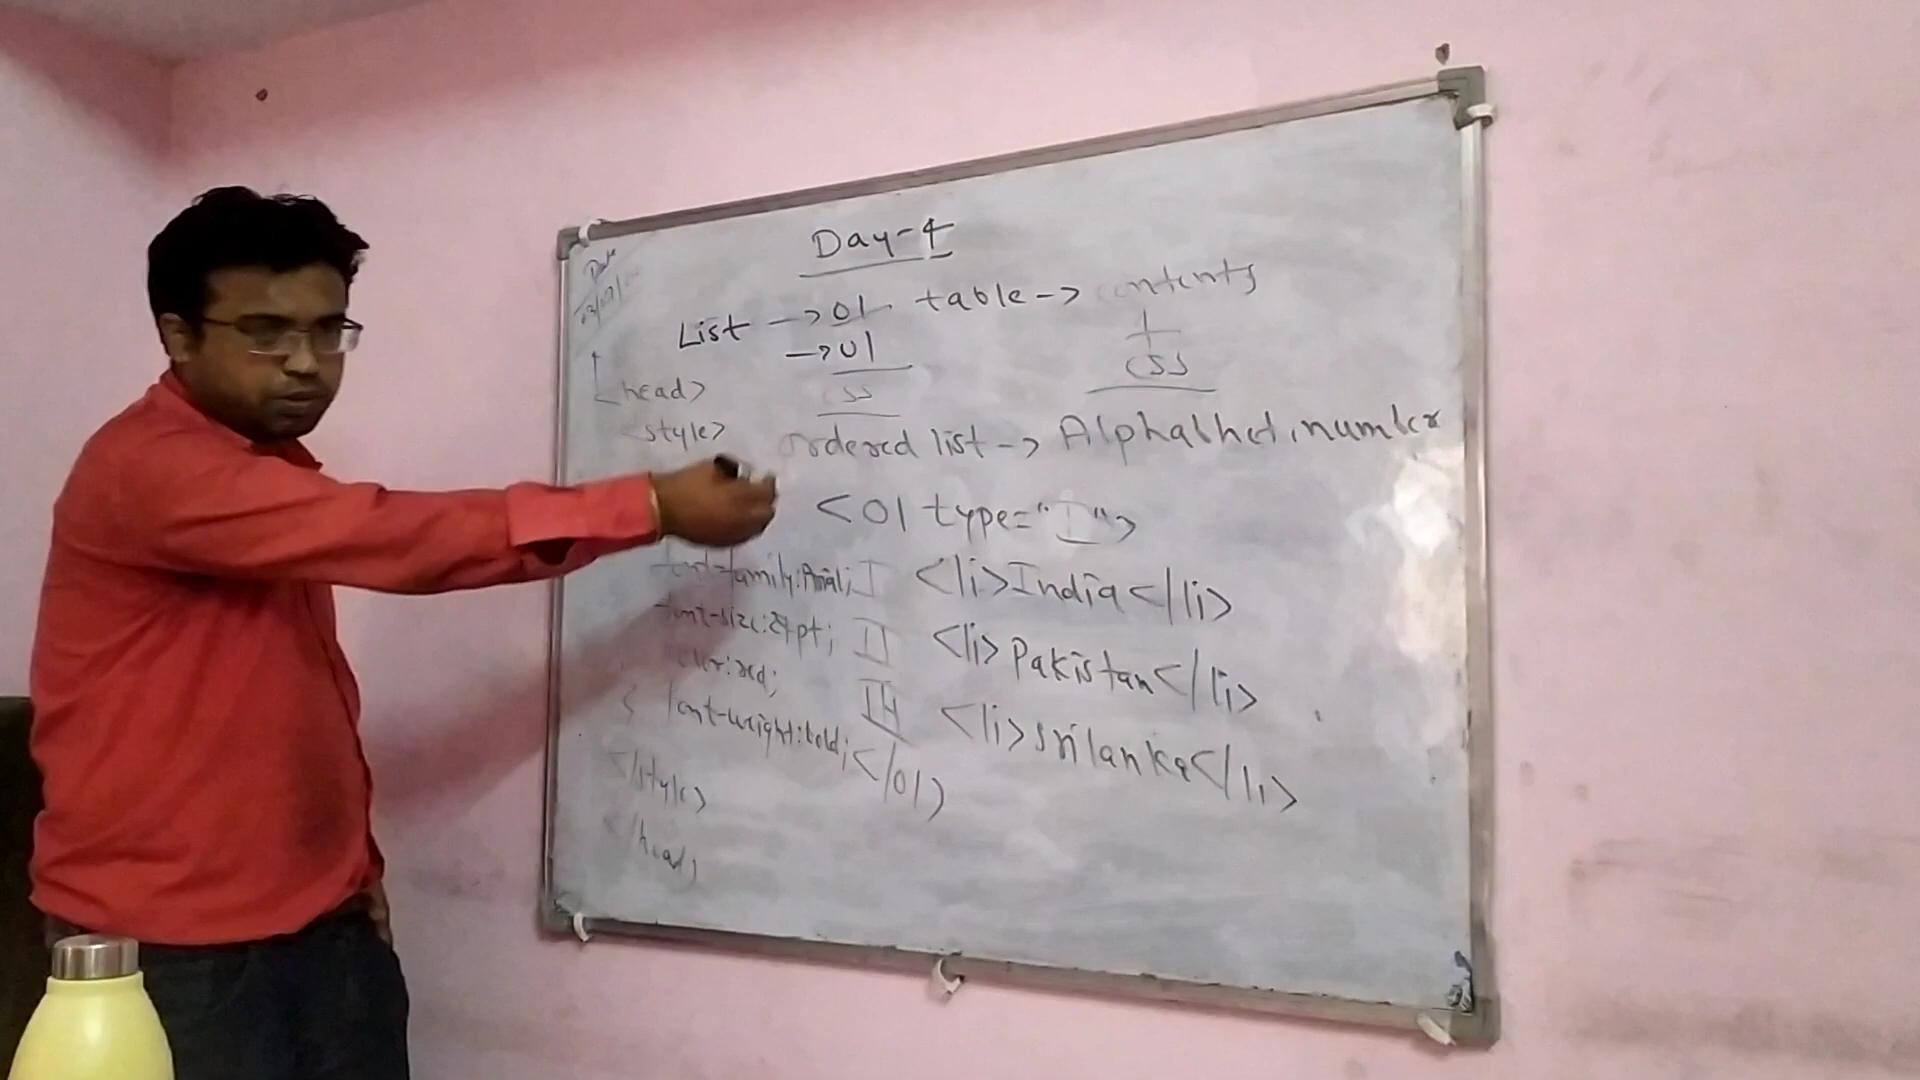 Day-4
Date
List -> ol. table -> contents
-> ul
+
css
css
<head>
<style>
ordered list -> Alphabhet, number
<ol type="I">
font-family:Arial; I <li>India</li>
font-size:24pt; II <li>Pakistan</li>
color:red; III <li>srilanka</li>
font-weight:bold; </ol>
</style>
</head>